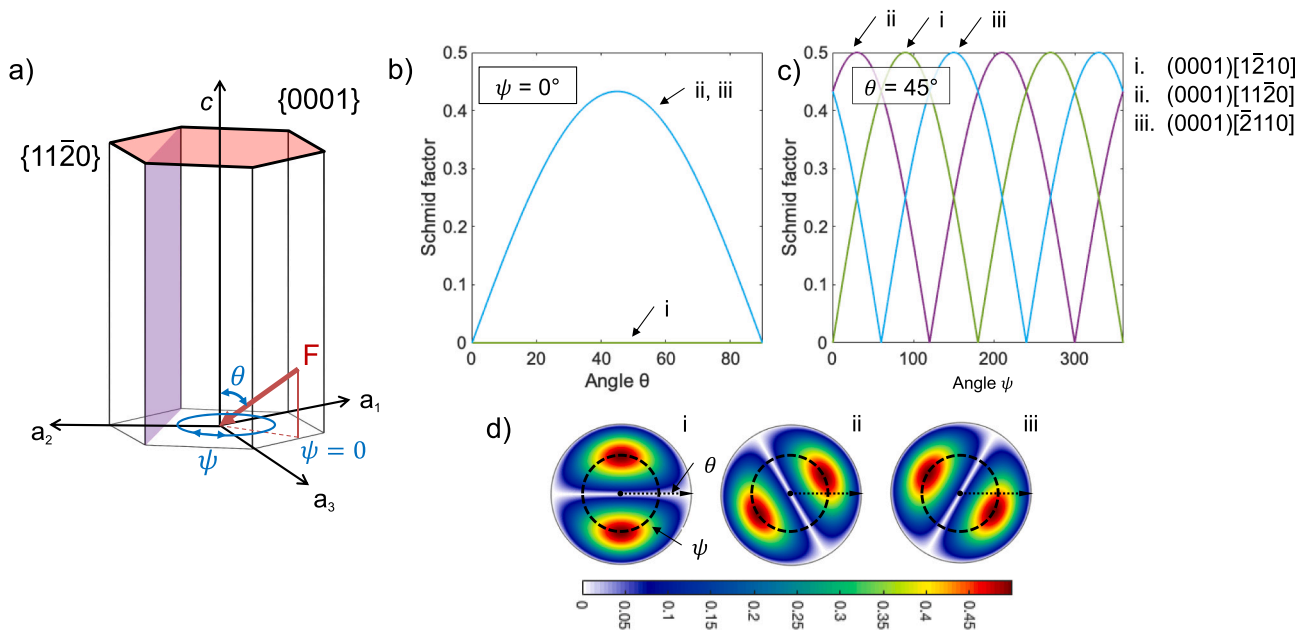 a)
c
{0001}
{112̄0}
F
θ
a₁
a₂
ψ
ψ = 0
a₃
b)
ψ = 0°
ii, iii
i
Schmid factor
0.5
0.4
0.3
0.2
0.1
0
0 20 40 60 80
Angle θ
c)
ii i iii
θ = 45°
Schmid factor
0.5
0.4
0.3
0.2
0.1
0
0 100 200 300
Angle ψ
i. (0001)[12̄10]
ii. (0001)[112̄0]
iii. (0001)[2̄110]
d)
i ii iii
θ
ψ
0 0.05 0.1 0.15 0.2 0.25 0.3 0.35 0.4 0.45